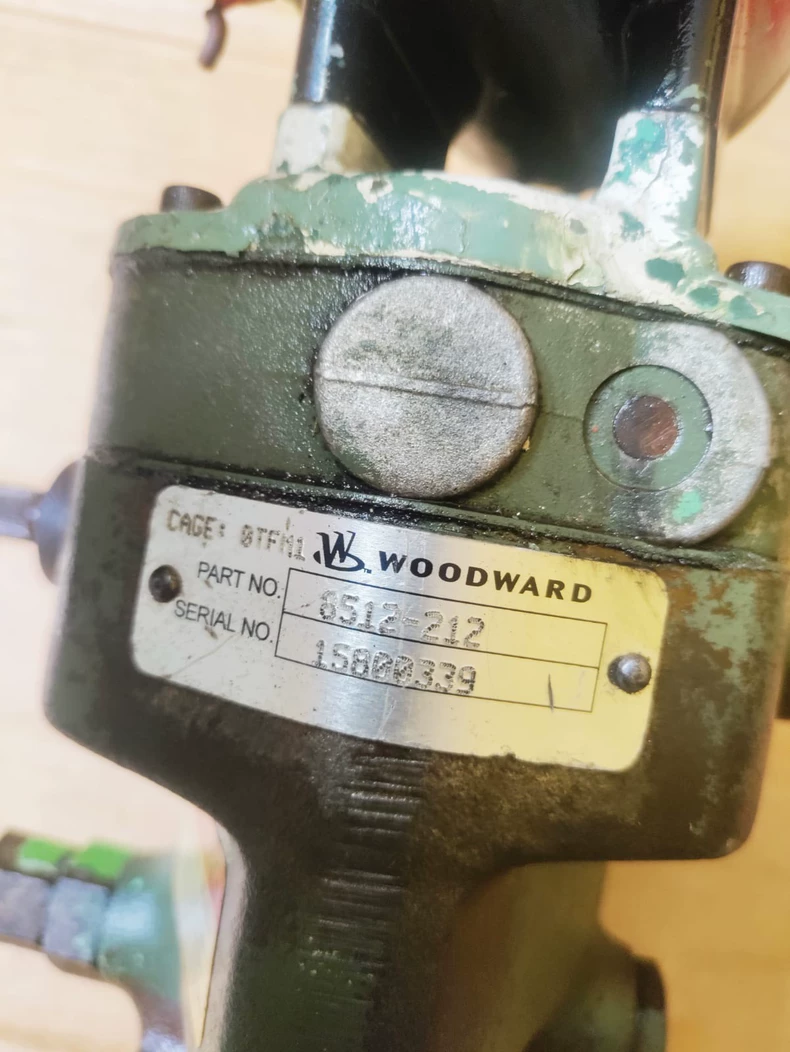 CAGE: 0TFM1
WOODWARD
PART NO. 8512-212
SERIAL NO. 15800339